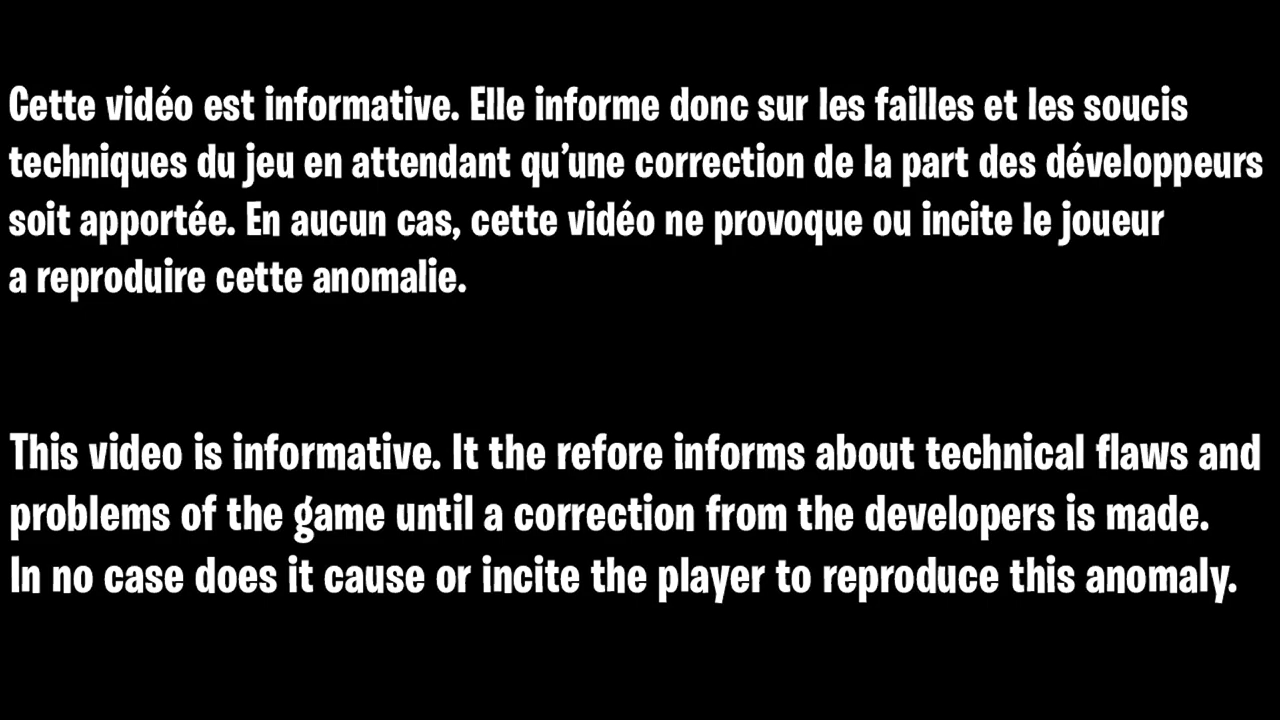 Cette vidéo est informative. Elle informe donc sur les failles et les soucis
techniques du jeu en attendant qu’une correction de la part des développeurs
soit apportée. En aucun cas, cette vidéo ne provoque ou incite le joueur
a reproduire cette anomalie.
This video is informative. It the refore informs about technical flaws and
problems of the game until a correction from the developers is made.
In no case does it cause or incite the player to reproduce this anomaly.